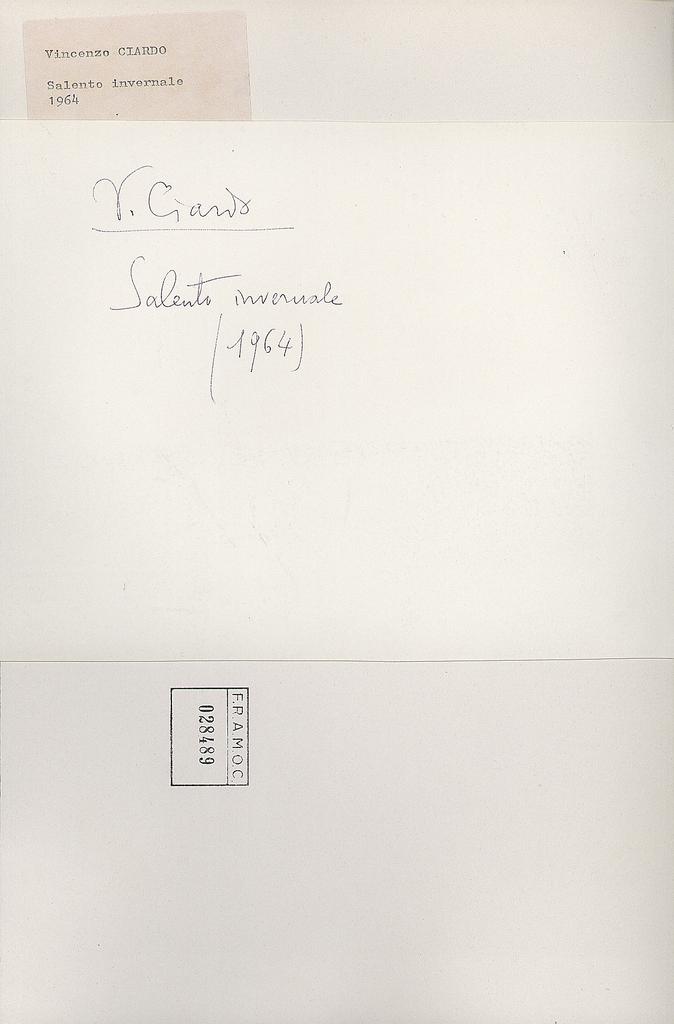 Vincenzo CIARDO
Salento invernale
1964
V. Ciardo
Salento invernale
(1964)
F.R.A.M.O.C.
028489